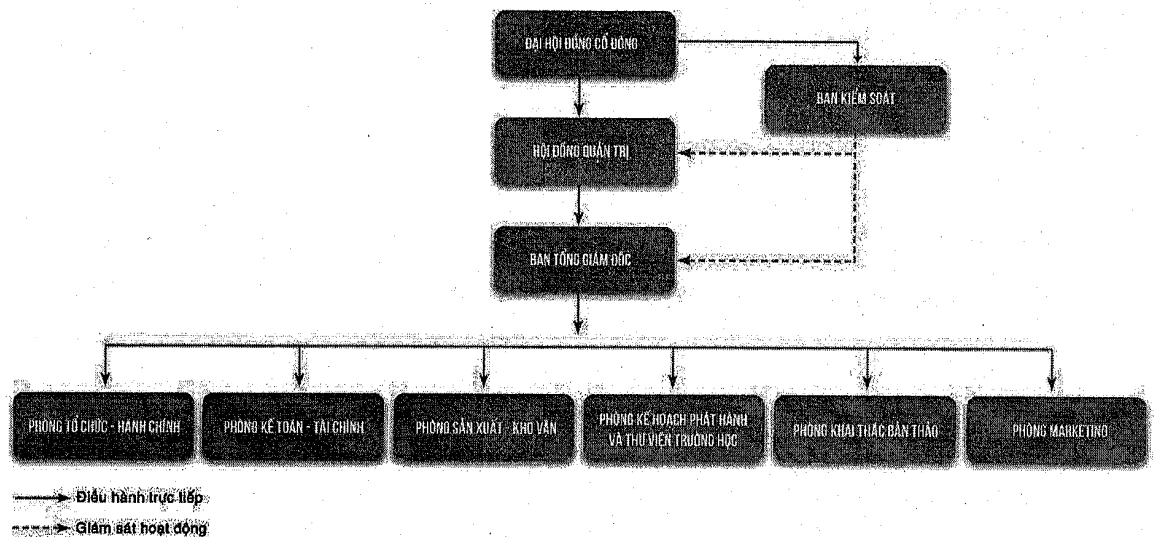 ĐẠI HỘI ĐỒNG CỔ ĐÔNG
BAN KIỂM SOÁT
HỘI ĐỒNG QUẢN TRỊ
BAN TỔNG GIÁM ĐỐC
PHÒNG TỔ CHỨC - HÀNH CHÍNH
PHÒNG KẾ TOÁN - TÀI CHÍNH
PHÒNG SẢN XUẤT - KHO VẬN
PHÒNG KẾ HOẠCH PHÁT HÀNH
VÀ THƯ VIỆN TRƯỜNG HỌC
PHÒNG KHAI THÁC BẢN THẢO
PHÒNG MARKETING
Điều hành trực tiếp
Giám sát hoạt động